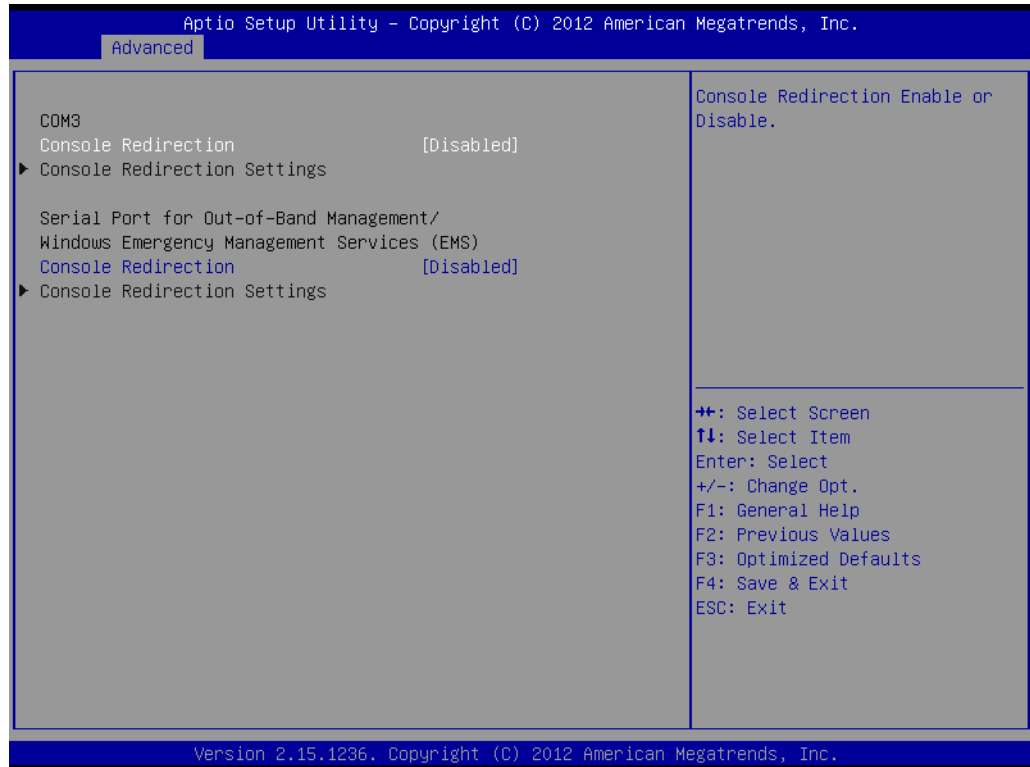 Aptio Setup Utility – Copyright (C) 2012 American Megatrends, Inc.
Advanced
COM3
Console Redirection [Disabled]
▶ Console Redirection Settings
Serial Port for Out-of-Band Management/
Windows Emergency Management Services (EMS)
Console Redirection [Disabled]
▶ Console Redirection Settings
Console Redirection Enable or
Disable.
→←: Select Screen
↑↓: Select Item
Enter: Select
+/-: Change Opt.
F1: General Help
F2: Previous Values
F3: Optimized Defaults
F4: Save & Exit
ESC: Exit
Version 2.15.1236. Copyright (C) 2012 American Megatrends, Inc.